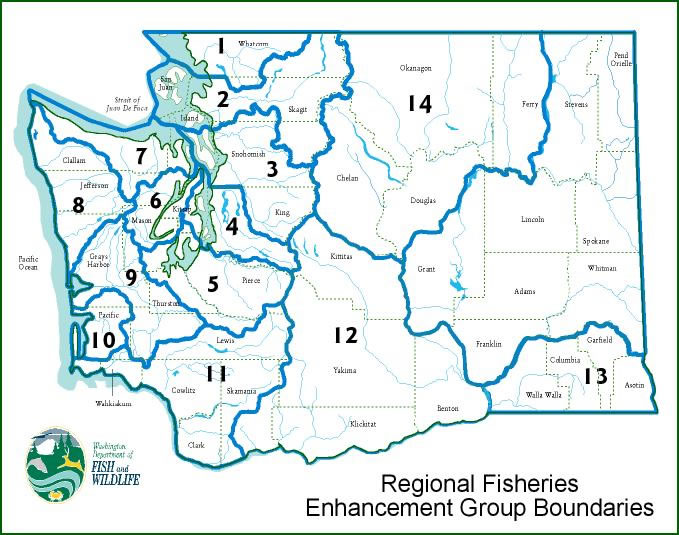 1
Whatcom
Okanogan
Pend
Orielle
San
Juan
2
Skagit
14
Ferry
Stevens
Strait of
Juan De Fuca
Island
Snohomish
7
3
Clallam
Chelan
Jefferson
6
8
Kitsap
Mason
4
King
Douglas
Lincoln
Spokane
Pacific
Ocean
Grays
Harbor
9
Kittitas
Grant
Whitman
5
Pierce
Adams
Thurston
Pacific
10
Lewis
12
Franklin
Garfield
Columbia
11
Yakima
13
Asotin
Cowlitz
Skamania
Walla Walla
Wahkiakum
Benton
Klickitat
Clark
Washington
Department of
FISH and
WILDLIFE
Regional Fisheries
Enhancement Group Boundaries